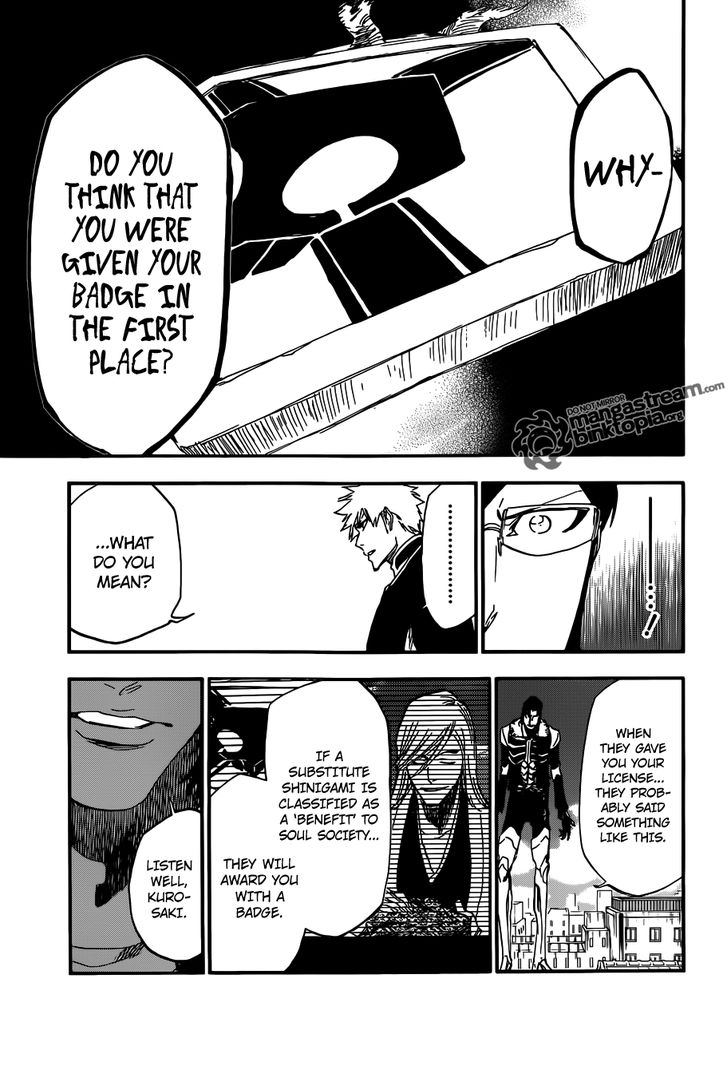 WHY-
DO YOU
THINK THAT
YOU WERE
GIVEN YOUR
BADGE IN
THE FIRST
PLACE?
DO NOT MIRROR
mangastream.com
binktopia.org
.........!
.........
...WHAT
DO YOU
MEAN?
WHEN
THEY GAVE
YOU YOUR
LICENSE...
THEY PROB-
ABLY SAID
SOMETHING
LIKE THIS.
IF A
SUBSTITUTE
SHINIGAMI IS
CLASSIFIED AS
A 'BENEFIT' TO
SOUL SOCIETY...
THEY WILL
AWARD YOU
WITH A
BADGE.
LISTEN
WELL,
KURO-
SAKI.